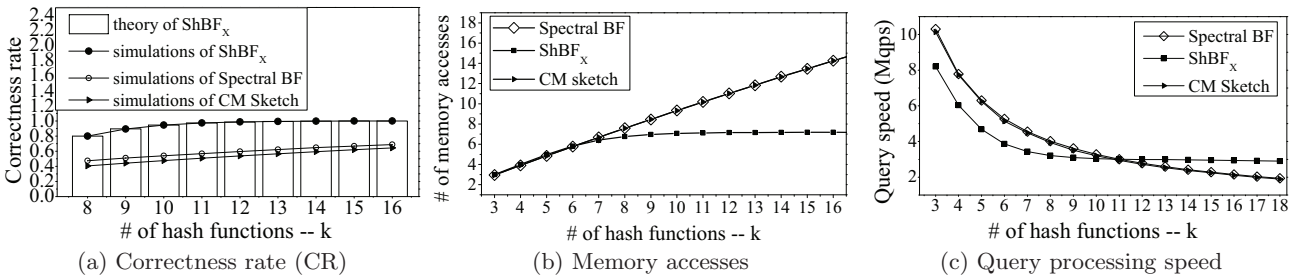 Correctness rate
2.4
2.2
2.0
1.8
1.6
1.4
1.2
1.0
0.8
0.6
0.4
0.2
0.0
theory of ShBF_X
simulations of ShBF_X
simulations of Spectral BF
simulations of CM Sketch
8 9 10 11 12 13 14 15 16
# of hash functions -- k
(a) Correctness rate (CR)
# of memory accesses
16
14
12
10
8
6
4
2
Spectral BF
ShBF_X
CM sketch
3 4 5 6 7 8 9 10 11 12 13 14 15 16
# of hash functions -- k
(b) Memory accesses
Query speed (Mqps)
10
8
6
4
2
Spectral BF
ShBF_X
CM Sketch
3 4 5 6 7 8 9 10 11 12 13 14 15 16 17 18
# of hash functions -- k
(c) Query processing speed